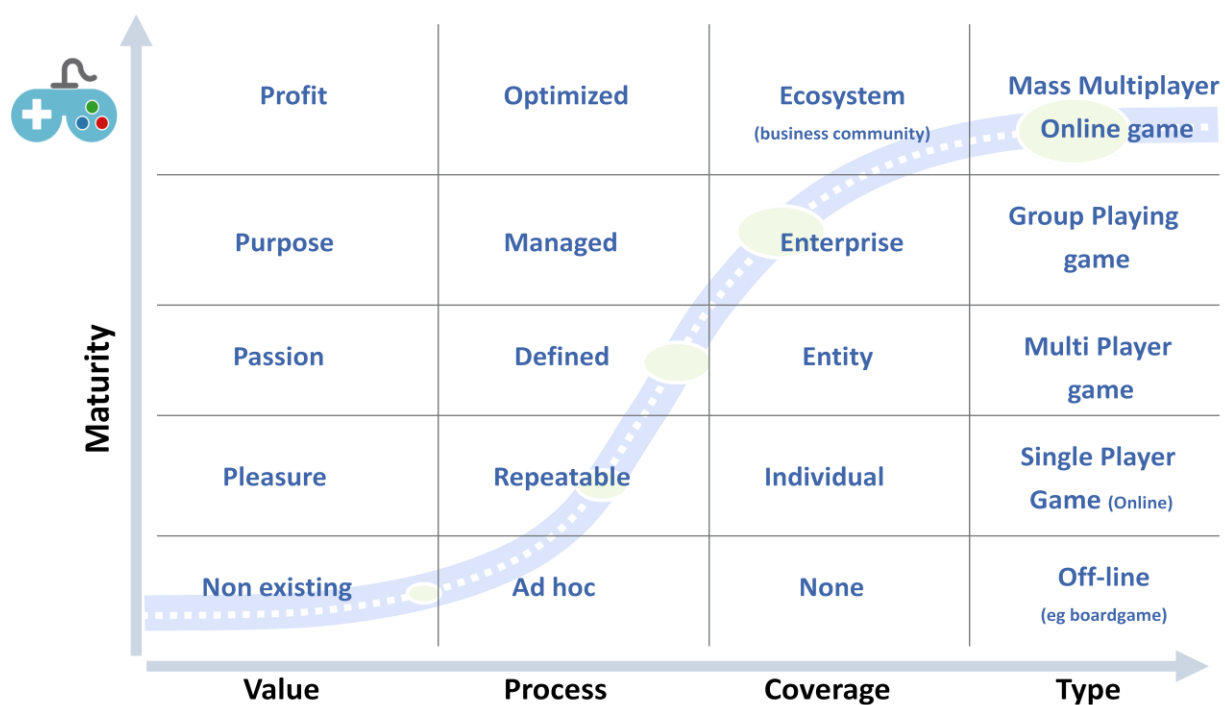 Profit
Optimized
Ecosystem
(business community)
Mass Multiplayer
Online game
Purpose
Managed
Enterprise
Group Playing
game
Passion
Defined
Entity
Multi Player
game
Pleasure
Repeatable
Individual
Single Player
Game (Online)
Non existing
Ad hoc
None
Off-line
(eg boardgame)
Maturity
Value
Process
Coverage
Type